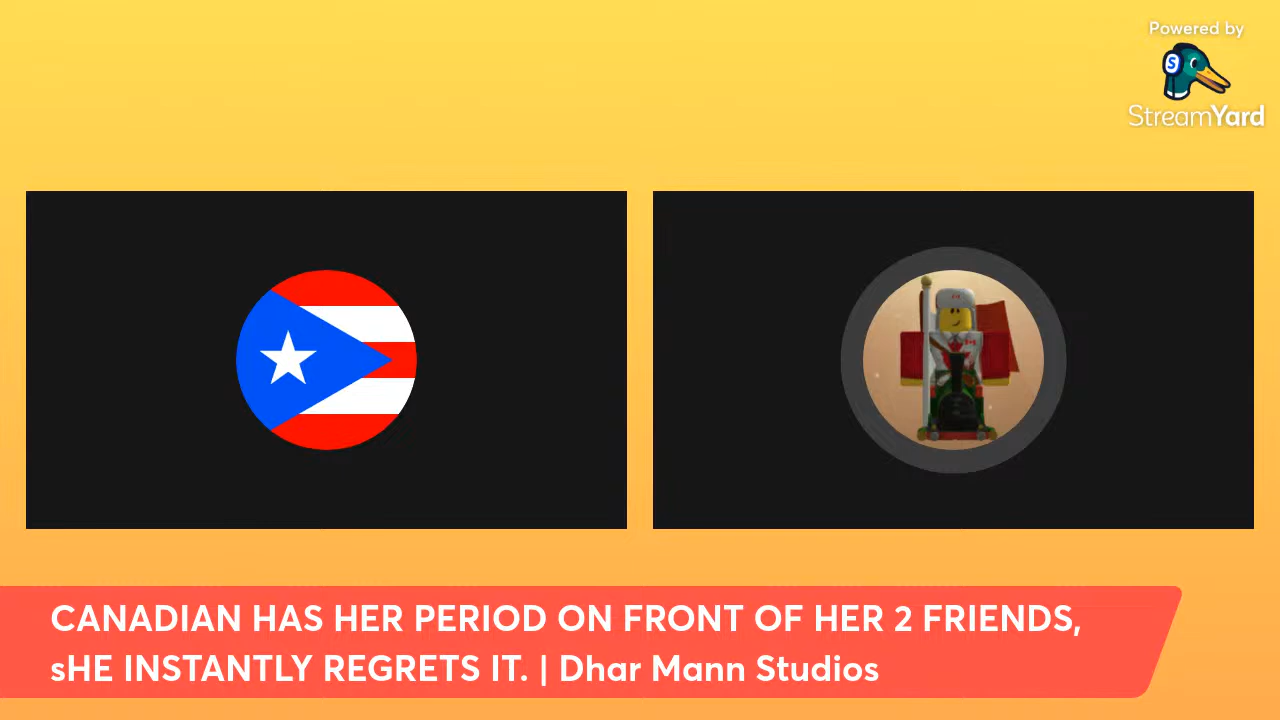 Powered by
S
StreamYard
CANADIAN HAS HER PERIOD ON FRONT OF HER 2 FRIENDS,
sHE INSTANTLY REGRETS IT. | Dhar Mann Studios